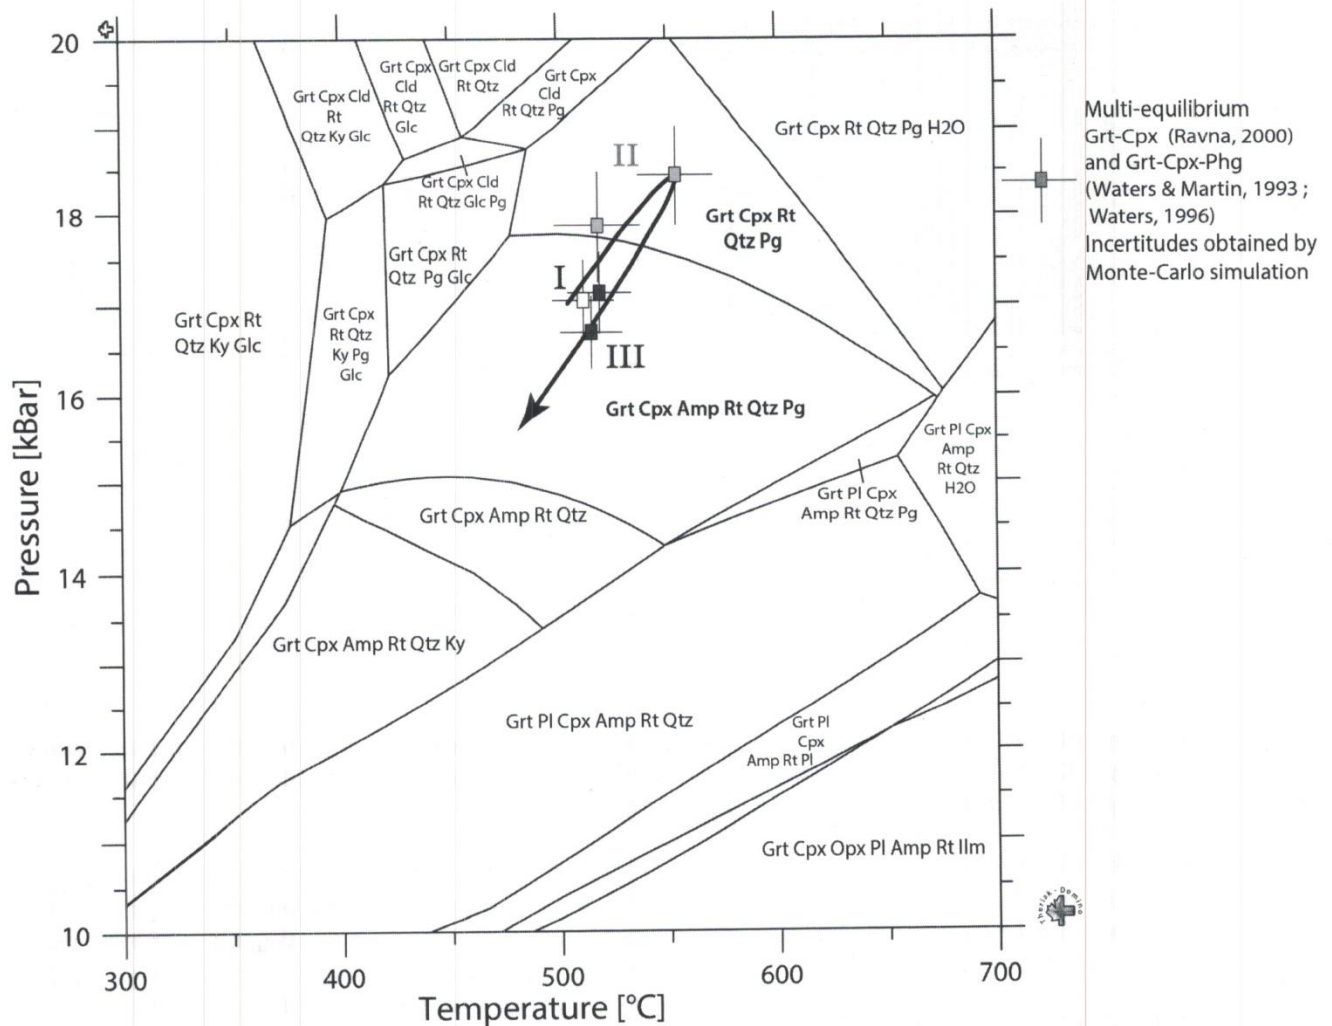 20
18
16
14
12
10
Pressure [kBar]
300
400
500
600
700
Temperature [°C]
Grt Cpx Cld
Rt
Qtz Ky Glc
Grt Cpx
Cld
Rt Qtz
Glc
Grt Cpx Cld
Rt Qtz
Grt Cpx
Cld
Rt Qtz Pg
Grt Cpx Rt Qtz Pg H2O
Grt Cpx Cld
Rt Qtz Glc Pg
II
Grt Cpx Rt
Qtz Pg
Grt Cpx Rt
Qtz Pg Glc
I
III
Grt Cpx Rt
Qtz Ky Glc
Grt Cpx
Rt Qtz
Ky Pg
Glc
Grt Cpx Amp Rt Qtz Pg
Grt Pl Cpx
Amp
Rt Qtz
H2O
Grt Pl Cpx
Amp Rt Qtz Pg
Grt Cpx Amp Rt Qtz
Grt Cpx Amp Rt Qtz Ky
Grt Pl Cpx Amp Rt Qtz
Grt Pl
Cpx
Amp Rt Pl
Grt Cpx Opx Pl Amp Rt Ilm
Multi-equilibrium
Grt-Cpx (Ravna, 2000)
and Grt-Cpx-Phg
(Waters & Martin, 1993 ;
Waters, 1996)
Incertitudes obtained by
Monte-Carlo simulation
Theriak - Domino